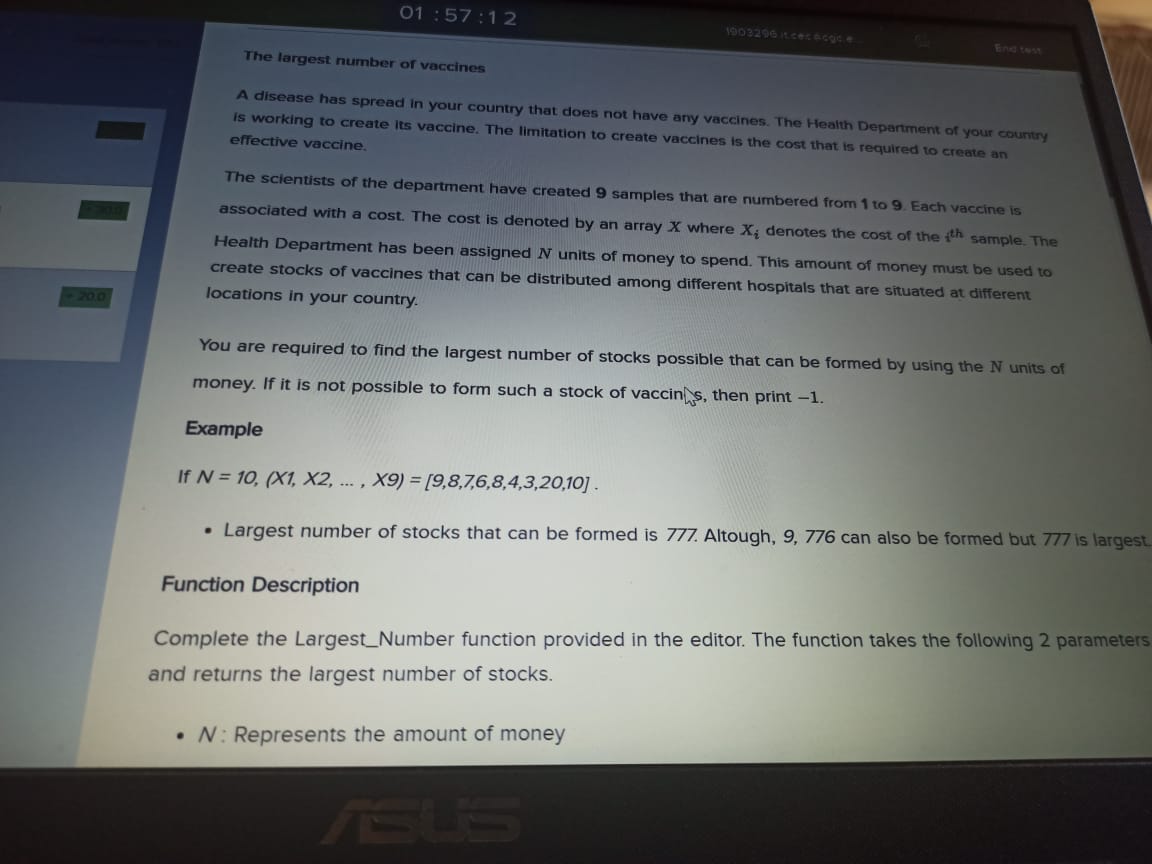 01 : 57 : 12
End test
The largest number of vaccines
A disease has spread in your country that does not have any vaccines. The Health Department of your country
is working to create its vaccine. The limitation to create vaccines is the cost that is required to create an
effective vaccine.
The scientists of the department have created 9 samples that are numbered from 1 to 9. Each vaccine is
associated with a cost. The cost is denoted by an array X where Xi denotes the cost of the ith sample. The
Health Department has been assigned N units of money to spend. This amount of money must be used to
create stocks of vaccines that can be distributed among different hospitals that are situated at different
locations in your country.
You are required to find the largest number of stocks possible that can be formed by using the N units of
money. If it is not possible to form such a stock of vaccines, then print –1.
Example
If N = 10, (X1, X2, ... , X9) = [9,8,7,6,8,4,3,20,10] .
• Largest number of stocks that can be formed is 777. Altough, 9, 776 can also be formed but 777 is largest.
Function Description
Complete the Largest_Number function provided in the editor. The function takes the following 2 parameters
and returns the largest number of stocks.
• N : Represents the amount of money
+ 20.0
ASUS